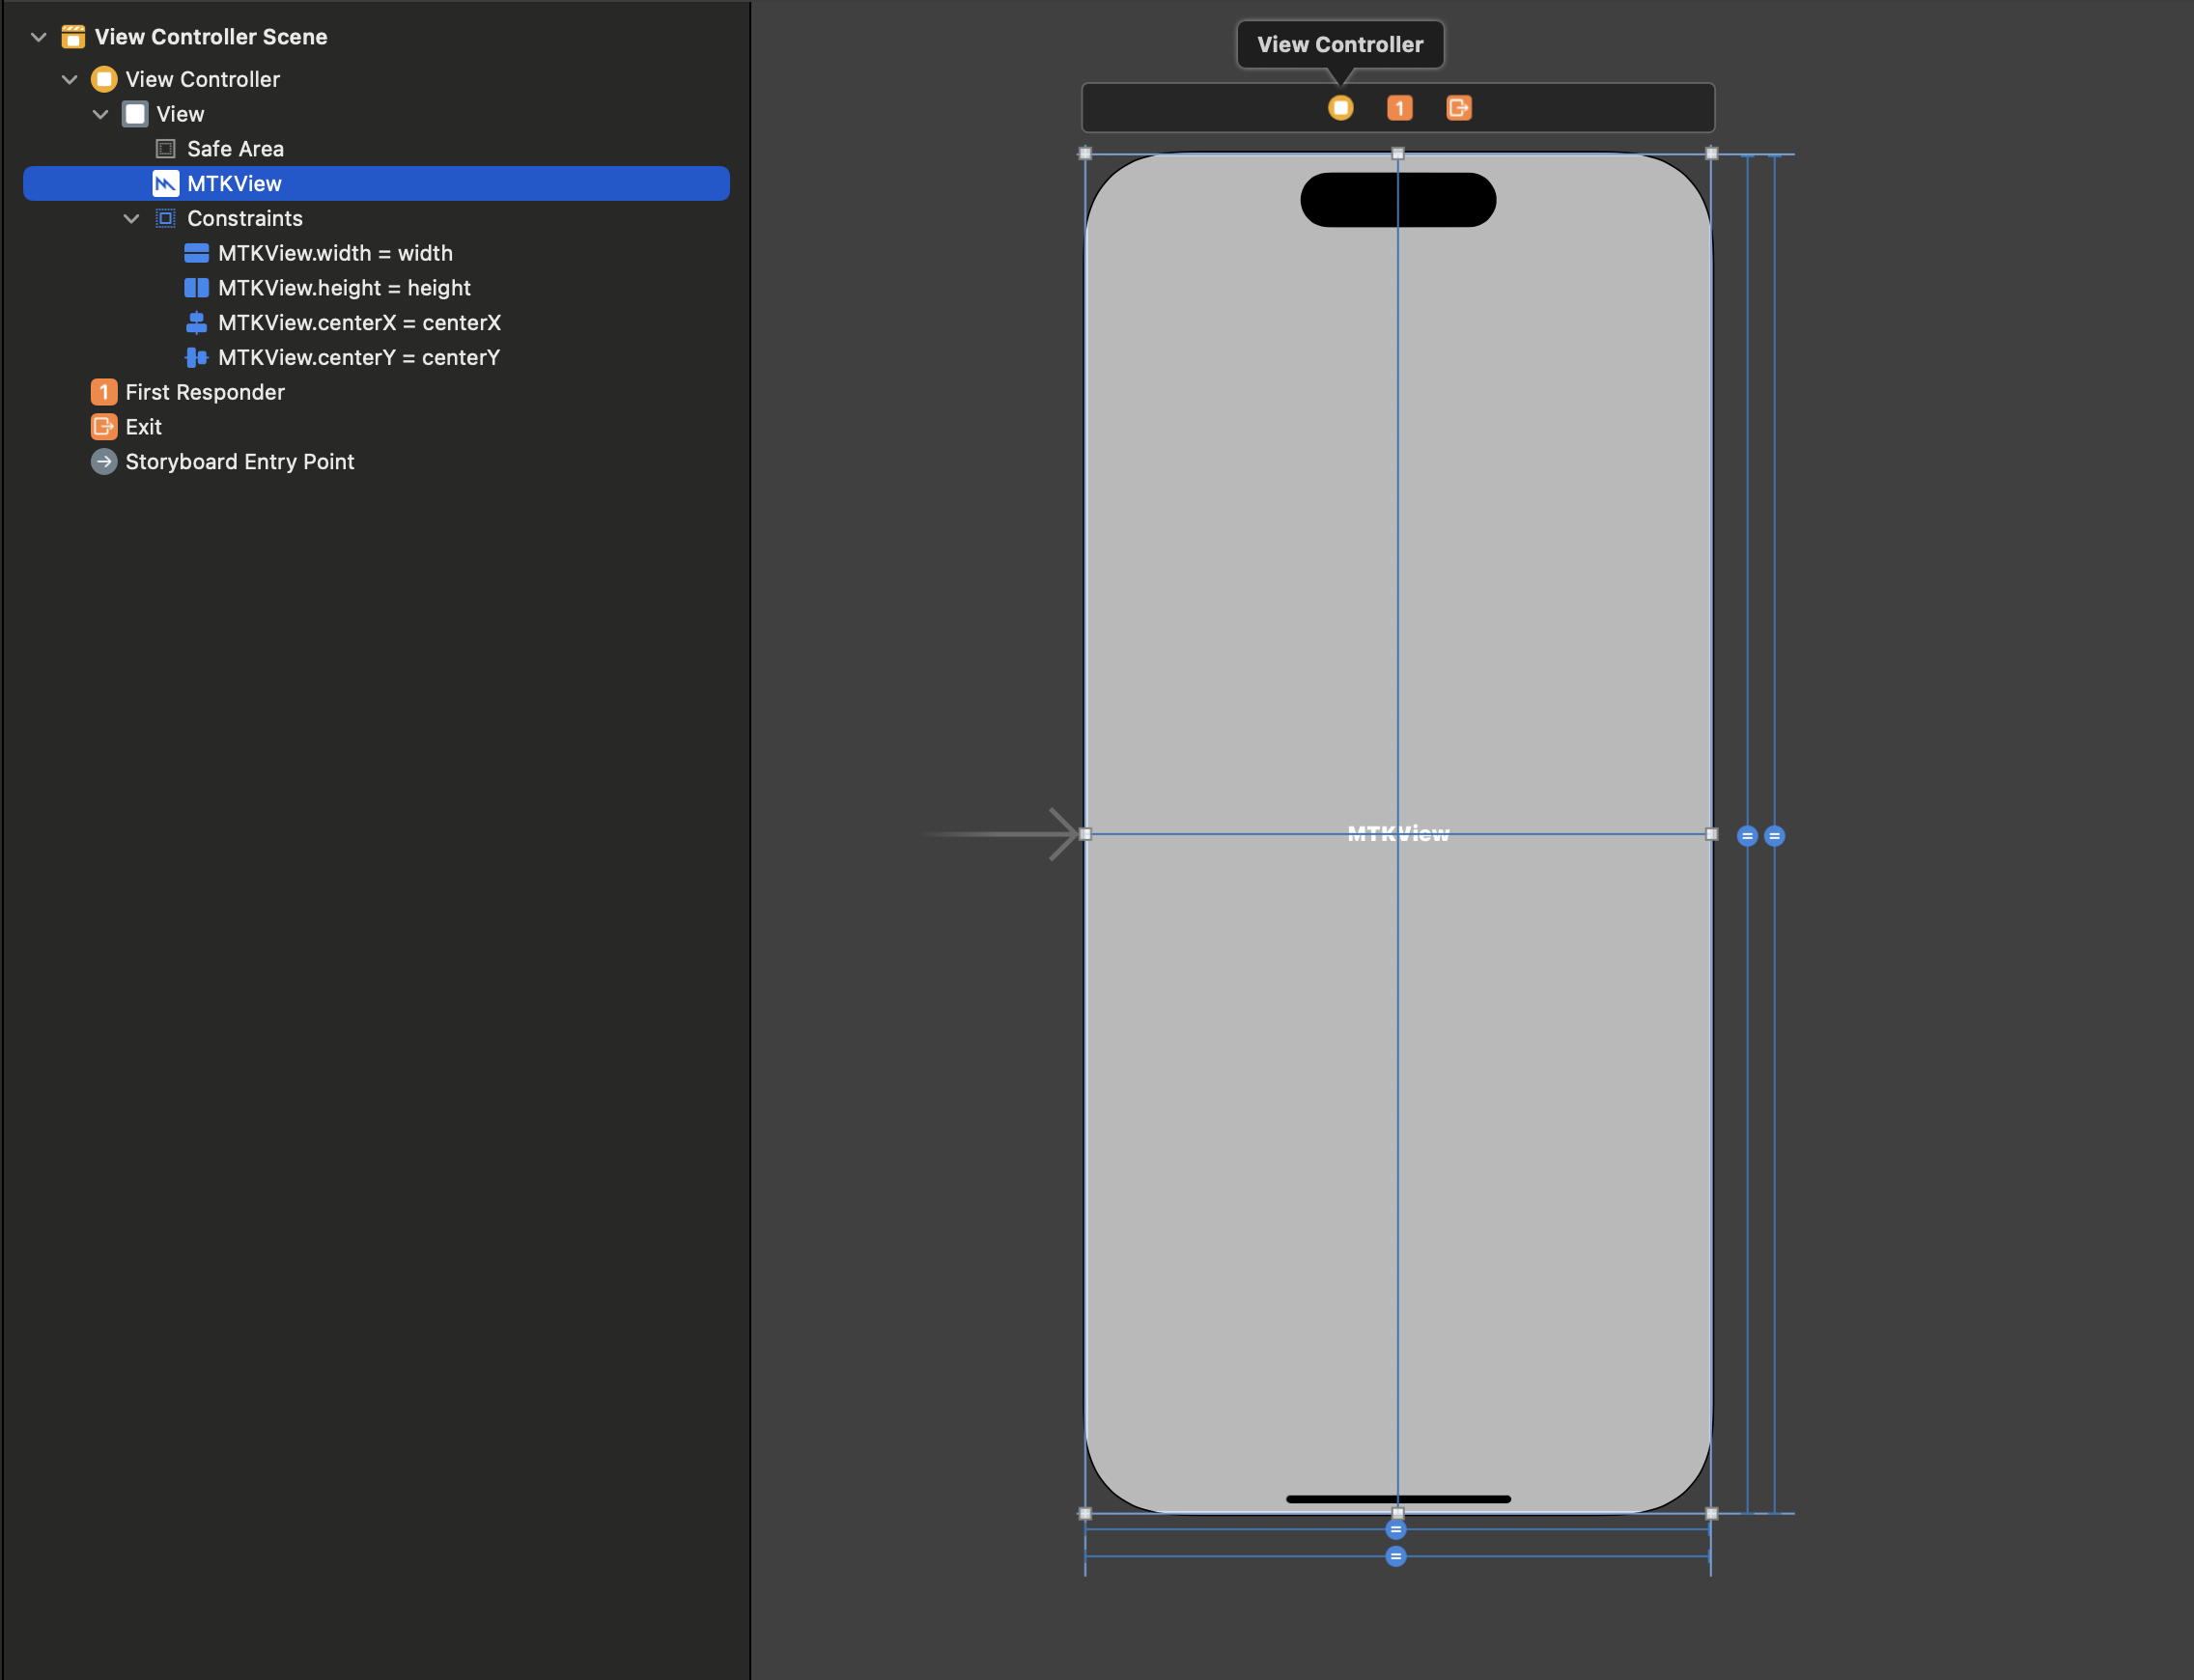 View Controller Scene
View Controller
View
Safe Area
MTKView
Constraints
MTKView.width = width
MTKView.height = height
MTKView.centerX = centerX
MTKView.centerY = centerY
1 First Responder
Exit
Storyboard Entry Point
View Controller
1
MTKView
= =
=
=